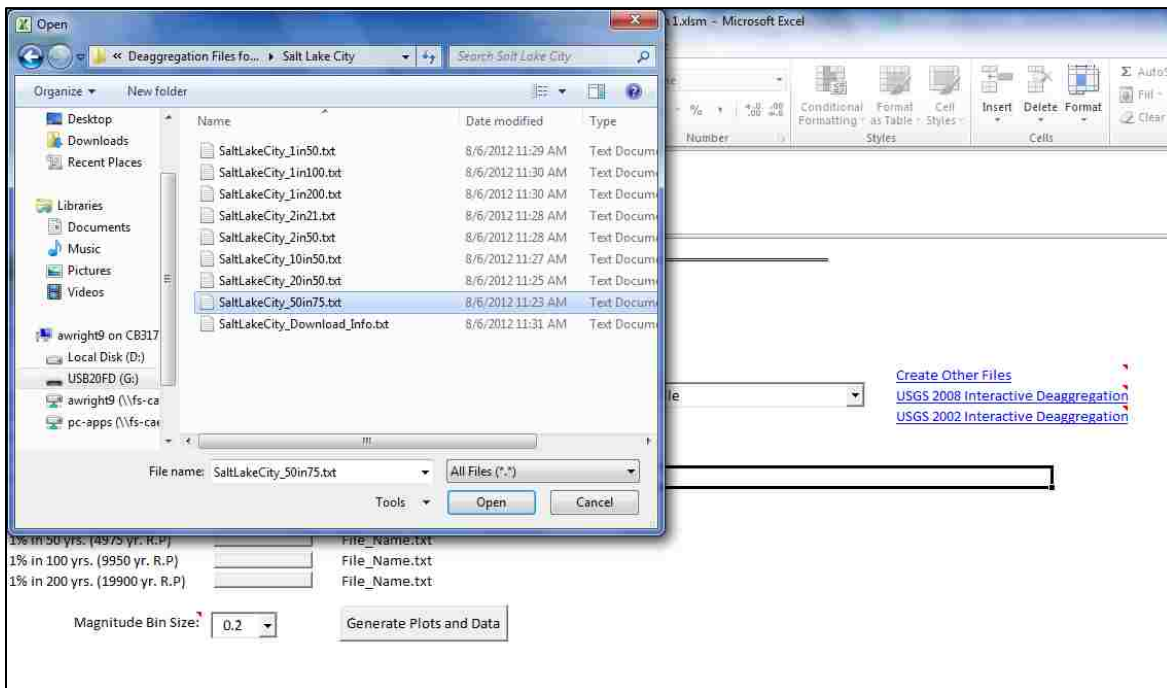 Open
1.xlsm - Microsoft Excel
« Deaggregation Files fo... Salt Lake City
Search Salt Lake City
Organize New folder
Desktop
Downloads
Recent Places
Libraries
Documents
Music
Pictures
Videos
awright9 on CB317
Local Disk (D:)
USB20FD (G:)
awright9 (\\fs-ca
pc-apps (\\fs-cae
Name Date modified Type
SaltLakeCity_1in50.txt 8/6/2012 11:29 AM Text Docum
SaltLakeCity_1in100.txt 8/6/2012 11:30 AM Text Docum
SaltLakeCity_1in200.txt 8/6/2012 11:30 AM Text Docum
SaltLakeCity_2in21.txt 8/6/2012 11:28 AM Text Docum
SaltLakeCity_2in50.txt 8/6/2012 11:28 AM Text Docum
SaltLakeCity_10in50.txt 8/6/2012 11:27 AM Text Docum
SaltLakeCity_20in50.txt 8/6/2012 11:25 AM Text Docum
SaltLakeCity_50in75.txt 8/6/2012 11:23 AM Text Docum
SaltLakeCity_Download_Info.txt 8/6/2012 11:31 AM Text Docum
File name: SaltLakeCity_50in75.txt All Files (*.*)
Tools Open Cancel
% ,
Number
Conditional Formatting
Format as Table
Cell Styles
Styles
Insert Delete Format
Cells
Σ AutoS
Fill
Clear
le
Create Other Files
USGS 2008 Interactive Deaggregation
USGS 2002 Interactive Deaggregation
1% in 50 yrs. (4975 yr. R.P) File_Name.txt
1% in 100 yrs. (9950 yr. R.P) File_Name.txt
1% in 200 yrs. (19900 yr. R.P) File_Name.txt
Magnitude Bin Size: 0.2 Generate Plots and Data